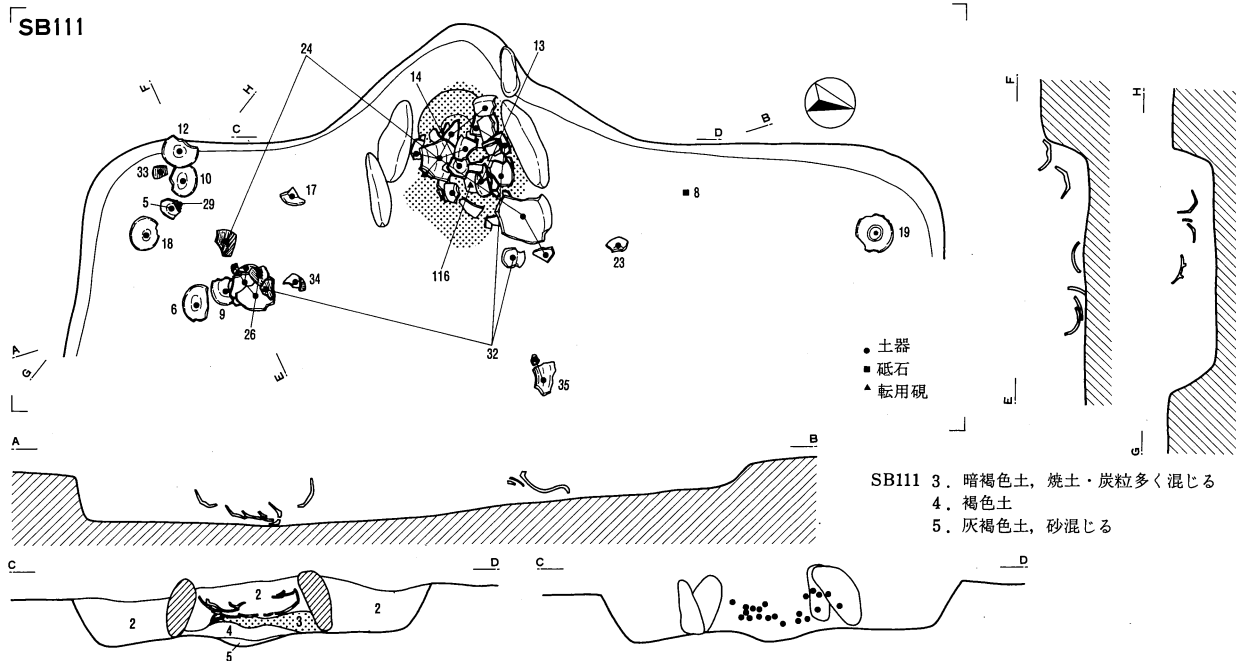 SB111
24
13
14
F
H
C
D
B
12
33
10
5
29
17
18
34
6
9
26
116
8
19
23
32
35
A
G
E
● 土器
■ 砥石
▲ 転用硯
F
E
H
G
A
B
SB111 3. 暗褐色土, 焼土・炭粒多く混じる
4. 褐色土
5. 灰褐色土, 砂混じる
C
D
2
2
2
3
4
5
C
D